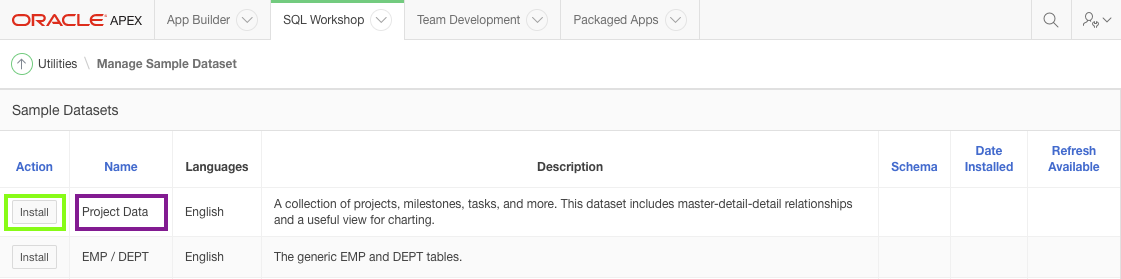 ORACLE APEX App Builder SQL Workshop Team Development Packaged Apps
Utilities \ Manage Sample Dataset
Sample Datasets
Action Name Languages Description Schema Date Installed Refresh Available
Install Project Data English A collection of projects, milestones, tasks, and more. This dataset includes master-detail-detail relationships
and a useful view for charting.
Install EMP / DEPT English The generic EMP and DEPT tables.